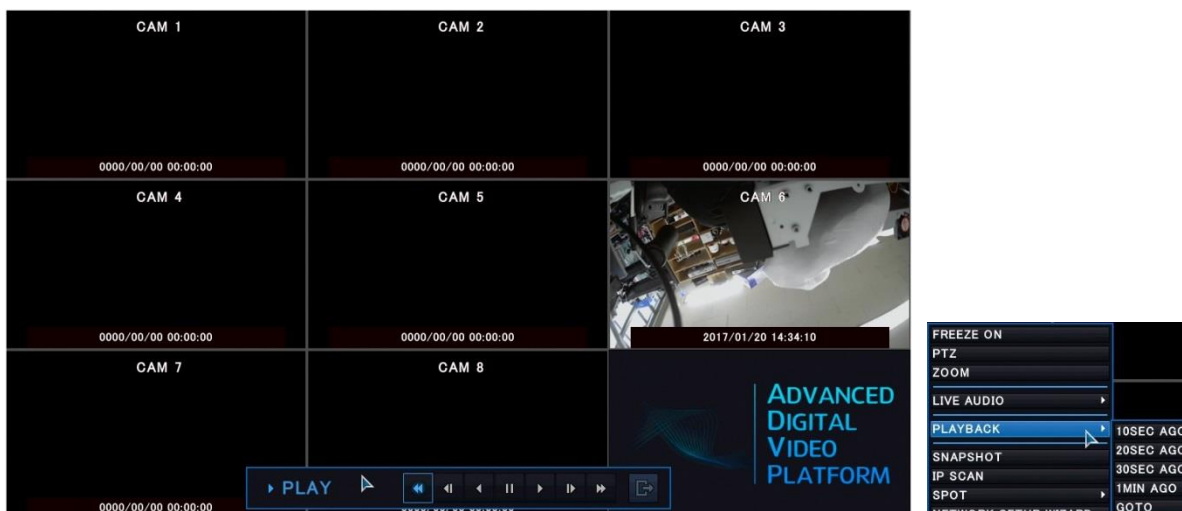 CAM 1
CAM 2
CAM 3
0000/00/00 00:00:00
0000/00/00 00:00:00
0000/00/00 00:00:00
CAM 4
CAM 5
CAM 6
0000/00/00 00:00:00
0000/00/00 00:00:00
2017/01/20 14:34:10
CAM 7
CAM 8
ADVANCED
DIGITAL
VIDEO
PLATFORM
PLAY
0000/00/00 00:00:00
FREEZE ON
PTZ
ZOOM
LIVE AUDIO
PLAYBACK
10SEC AGO
20SEC AGO
SNAPSHOT
30SEC AGO
IP SCAN
1MIN AGO
SPOT
GOTO
NETWORK SETUP WIZARD